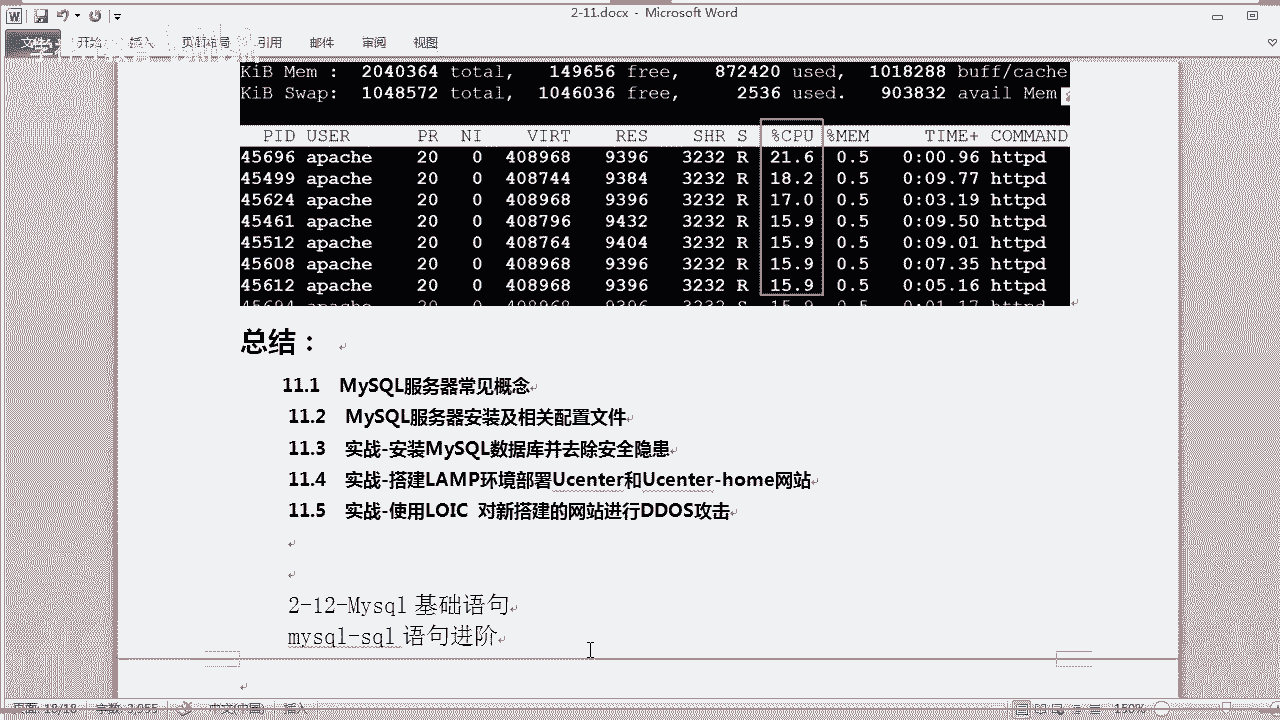 2-11.docx - Microsoft Word
文件 开始 插入 页面布局 引用 邮件 审阅 视图
KiB Mem : 2040364 total, 149656 free, 872420 used, 1018288 buff/cache
KiB Swap: 1048572 total, 1046036 free, 2536 used. 903832 avail Mem
PID USER PR NI VIRT RES SHR S %CPU %MEM TIME+ COMMAND
45696 apache 20 0 408968 9396 3232 R 21.6 0.5 0:00.96 httpd
45499 apache 20 0 408744 9384 3232 R 18.2 0.5 0:09.77 httpd
45624 apache 20 0 408968 9396 3232 R 17.0 0.5 0:03.19 httpd
45461 apache 20 0 408796 9432 3232 R 15.9 0.5 0:09.50 httpd
45512 apache 20 0 408764 9404 3232 R 15.9 0.5 0:09.01 httpd
45608 apache 20 0 408968 9396 3232 R 15.9 0.5 0:07.35 httpd
45612 apache 20 0 408968 9396 3232 R 15.9 0.5 0:05.16 httpd
45694 apache 20 0 408968 9396 3232 S 15.9 0.5 0:01.17 httpd
总结：
11.1 MySQL服务器常见概念
11.2 MySQL服务器安装及相关配置文件
11.3 实战-安装MySQL数据库并去除安全隐患
11.4 实战-搭建LAMP环境部署Ucenter和Ucenter-home网站
11.5 实战-使用LOIC 对新搭建的网站进行DDOS攻击
2-12-Mysql 基础语句
mysql-sql 语句进阶
页面: 18/18 字数: 3,055 中文(中国) 插入 150%